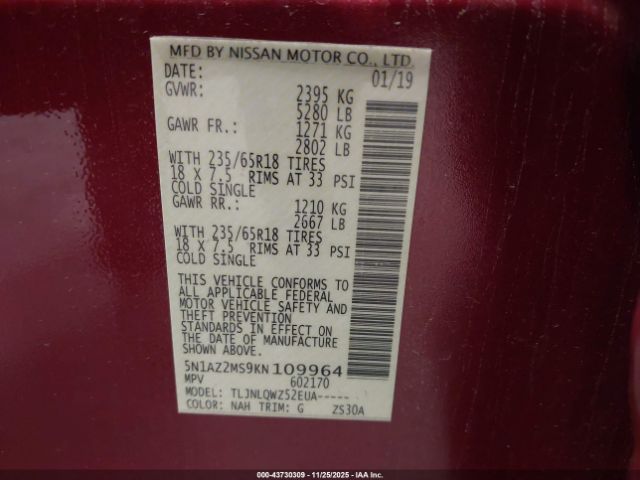 MFD BY NISSAN MOTOR CO., LTD.
DATE: 01/19
GVWR: 2395 KG
5280 LB
GAWR FR.: 1271 KG
2802 LB
WITH 235/65R18 TIRES
18 X 7.5 RIMS AT 33 PSI
COLD SINGLE
GAWR RR.: 1210 KG
2667 LB
WITH 235/65R18 TIRES
18 X 7.5 RIMS AT 33 PSI
COLD SINGLE
THIS VEHICLE CONFORMS TO
ALL APPLICABLE FEDERAL
MOTOR VEHICLE SAFETY AND
THEFT PREVENTION
STANDARDS IN EFFECT ON
THE DATE OF MANUFACTURE
SHOWN ABOVE.
5N1AZ2MS9KN 109964
MPV 602170
MODEL: TLJNLQWZ52EUA-----
COLOR: NAH TRIM: G ZS30A
000-43730309 - 11/25/2025 - IAA Inc.